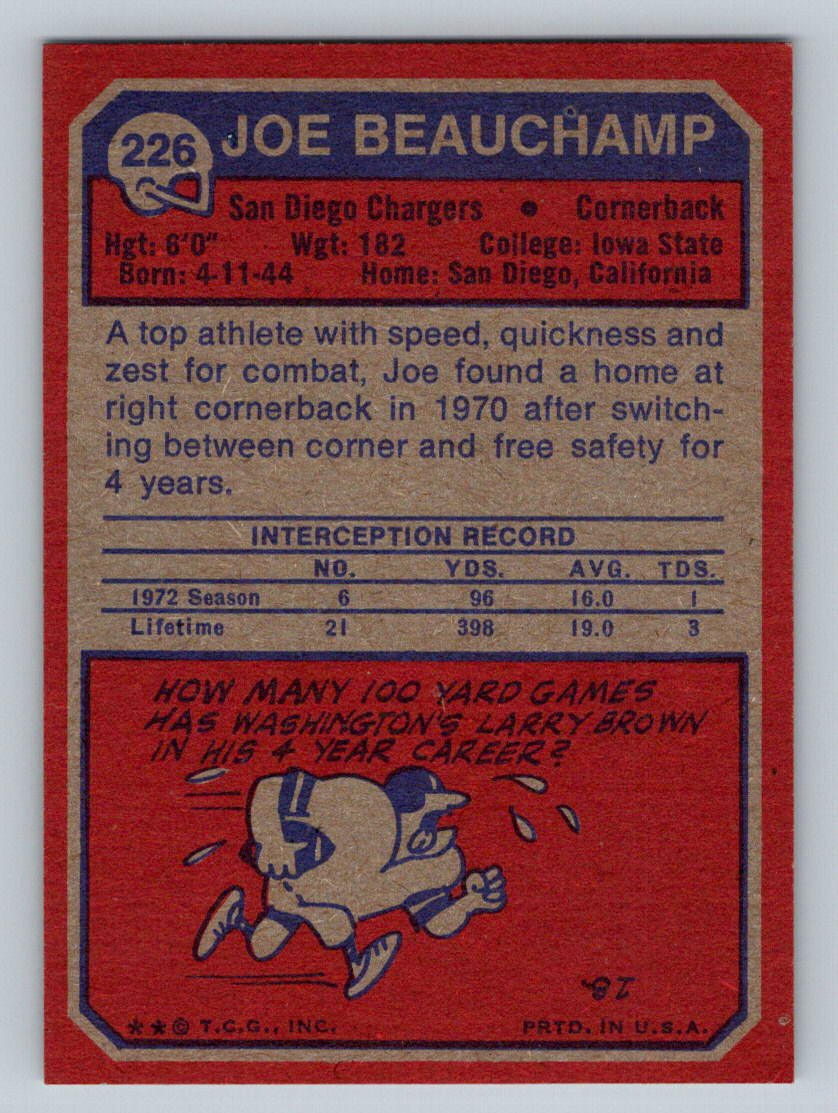 226 JOE BEAUCHAMP
San Diego Chargers • Cornerback
Hgt: 6'0" Wgt: 182 College: Iowa State
Born: 4-11-44 Home: San Diego, California
A top athlete with speed, quickness and
zest for combat, Joe found a home at
right cornerback in 1970 after switch-
ing between corner and free safety for
4 years.
INTERCEPTION RECORD
NO. YDS. AVG. TDS.
1972 Season 6 96 16.0 1
Lifetime 21 398 19.0 3
HOW MANY 100 YARD GAMES
HAS WASHINGTON'S LARRY BROWN
IN HIS 4 YEAR CAREER?
18.
★★© T.C.G., INC. PRTD. IN U.S.A.